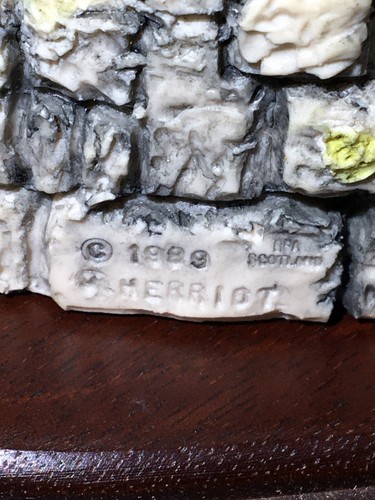 © 1989
BFA
SCOTLAND
HERRIOT